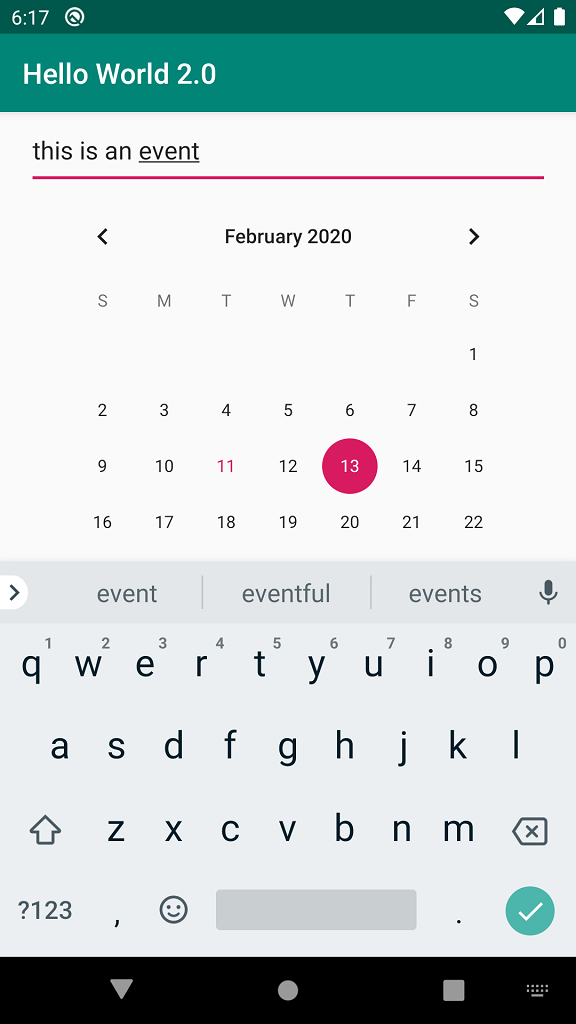 6:17
Hello World 2.0
this is an event
February 2020
S M T W T F S
1
2 3 4 5 6 7 8
9 10 11 12 13 14 15
16 17 18 19 20 21 22
event eventful events
1 2 3 4 5 6 7 8 9 0
q w e r t y u i o p
a s d f g h j k l
z x c v b n m
?123 , .